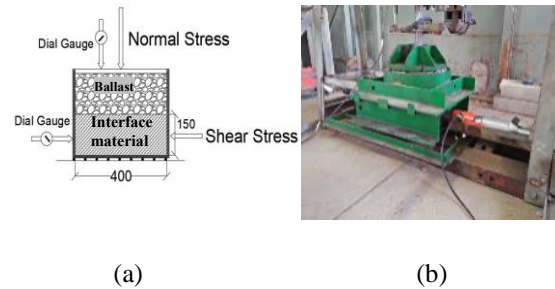 Dial Gauge
Normal Stress
Ballast
Dial Gauge
Interface
material
150
Shear Stress
400
(a)
(b)